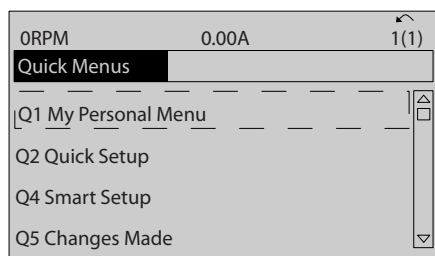 0RPM 0.00A 1(1)
Quick Menus
Q1 My Personal Menu
Q2 Quick Setup
Q4 Smart Setup
Q5 Changes Made